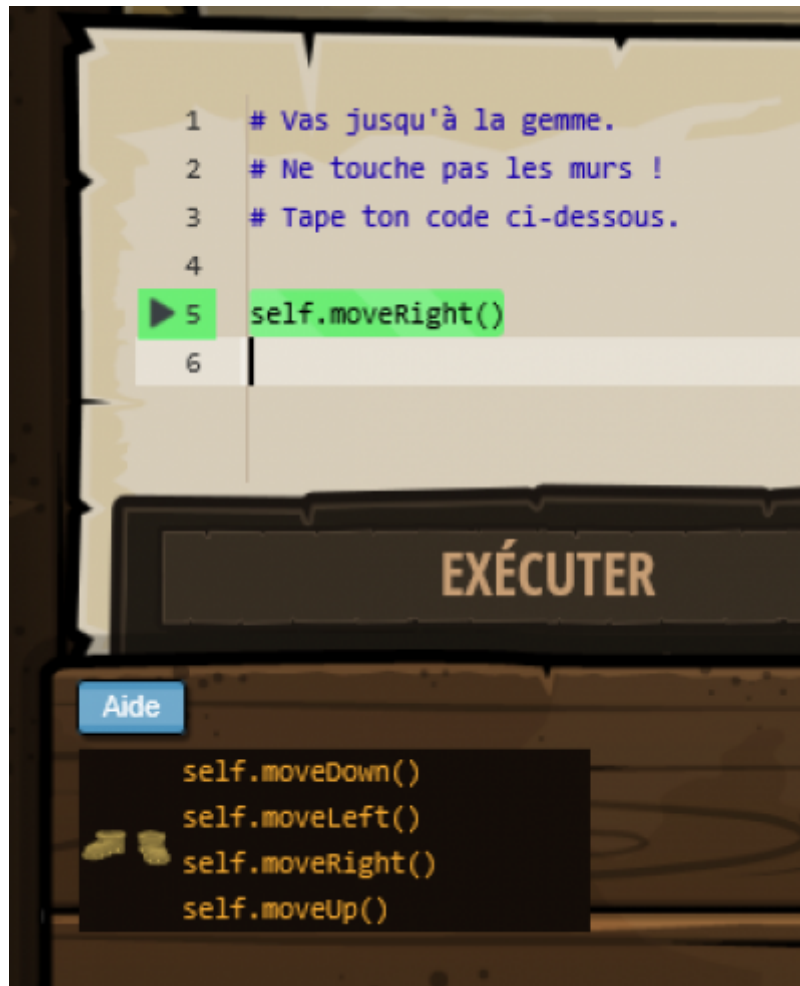 1 # Vas jusqu'à la gemme.
2 # Ne touche pas les murs !
3 # Tape ton code ci-dessous.
4
5 self.moveRight()
6
EXÉCUTER
Aide
self.moveDown()
self.moveLeft()
self.moveRight()
self.moveUp()